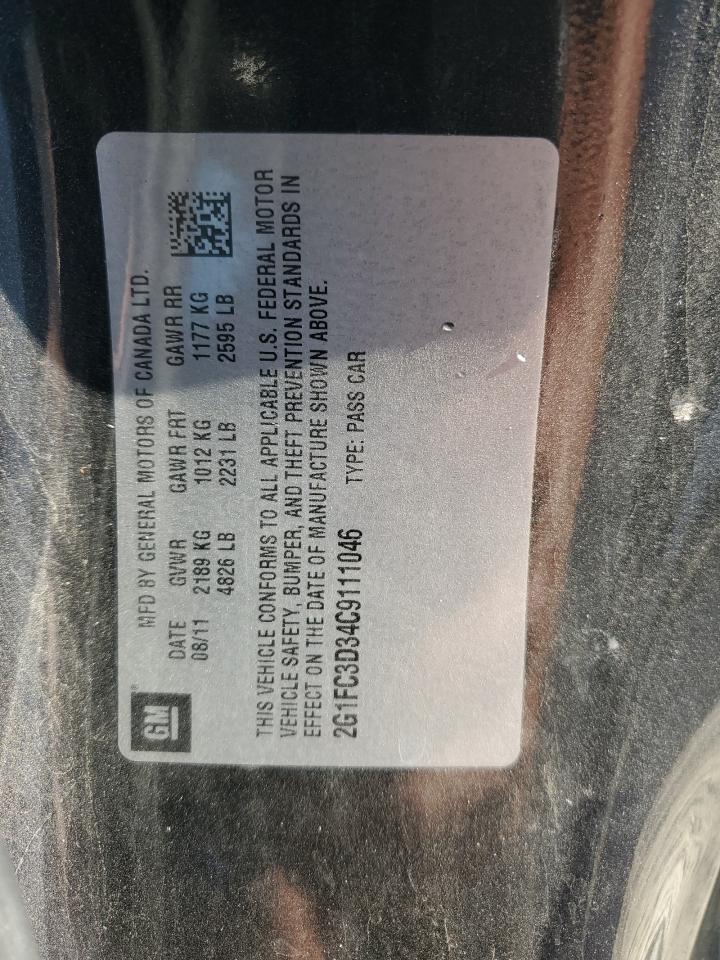 GM®
MFD BY GENERAL MOTORS OF CANADA LTD.
DATE GVWR GAWR FRT GAWR RR
08/11 2189 KG 1012 KG 1177 KG
4826 LB 2231 LB 2595 LB
THIS VEHICLE CONFORMS TO ALL APPLICABLE U.S. FEDERAL MOTOR
VEHICLE SAFETY, BUMPER, AND THEFT PREVENTION STANDARDS IN
EFFECT ON THE DATE OF MANUFACTURE SHOWN ABOVE.
2G1FC3D34C9111046 TYPE: PASS CAR